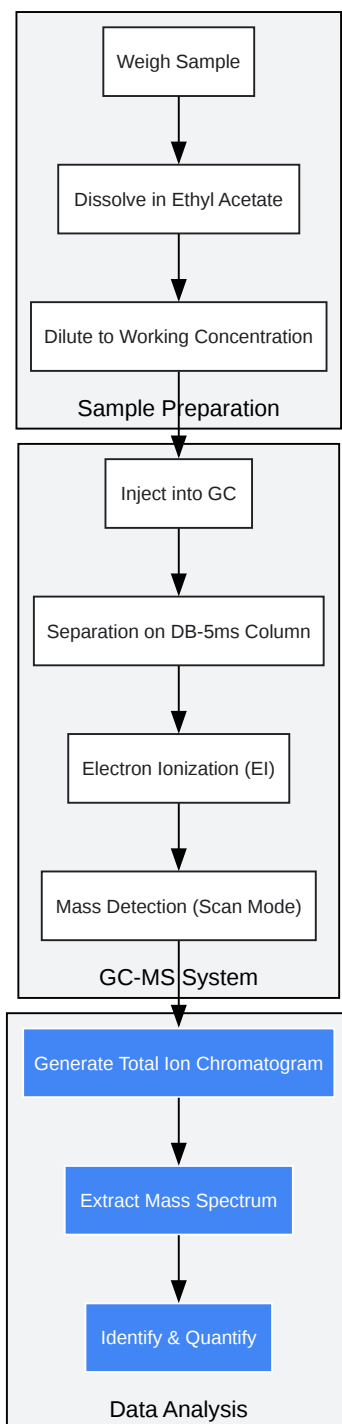 Weigh Sample
Dissolve in Ethyl Acetate
Dilute to Working Concentration
Sample Preparation
Inject into GC
Separation on DB-5ms Column
Electron Ionization (EI)
Mass Detection (Scan Mode)
GC-MS System
Generate Total Ion Chromatogram
Extract Mass Spectrum
Identify & Quantify
Data Analysis